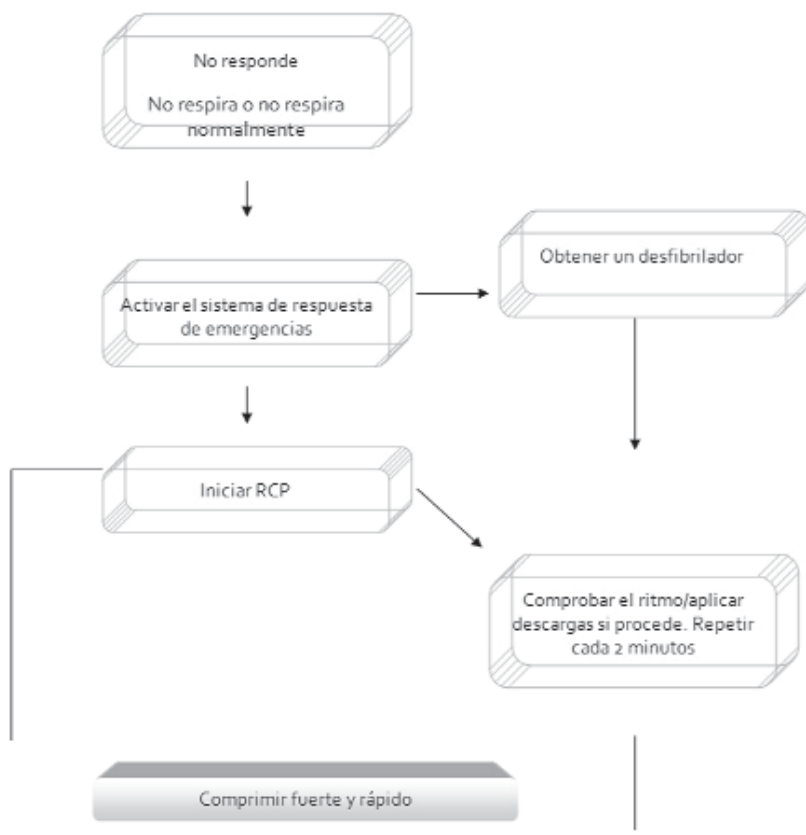 No responde
No respira o no respira
normalmente
Activar el sistema de respuesta
de emergencias
Obtener un desfibrilador
Iniciar RCP
Comprobar el ritmo/aplicar
descargas si procede. Repetir
cada 2 minutos
Comprimir fuerte y rápido